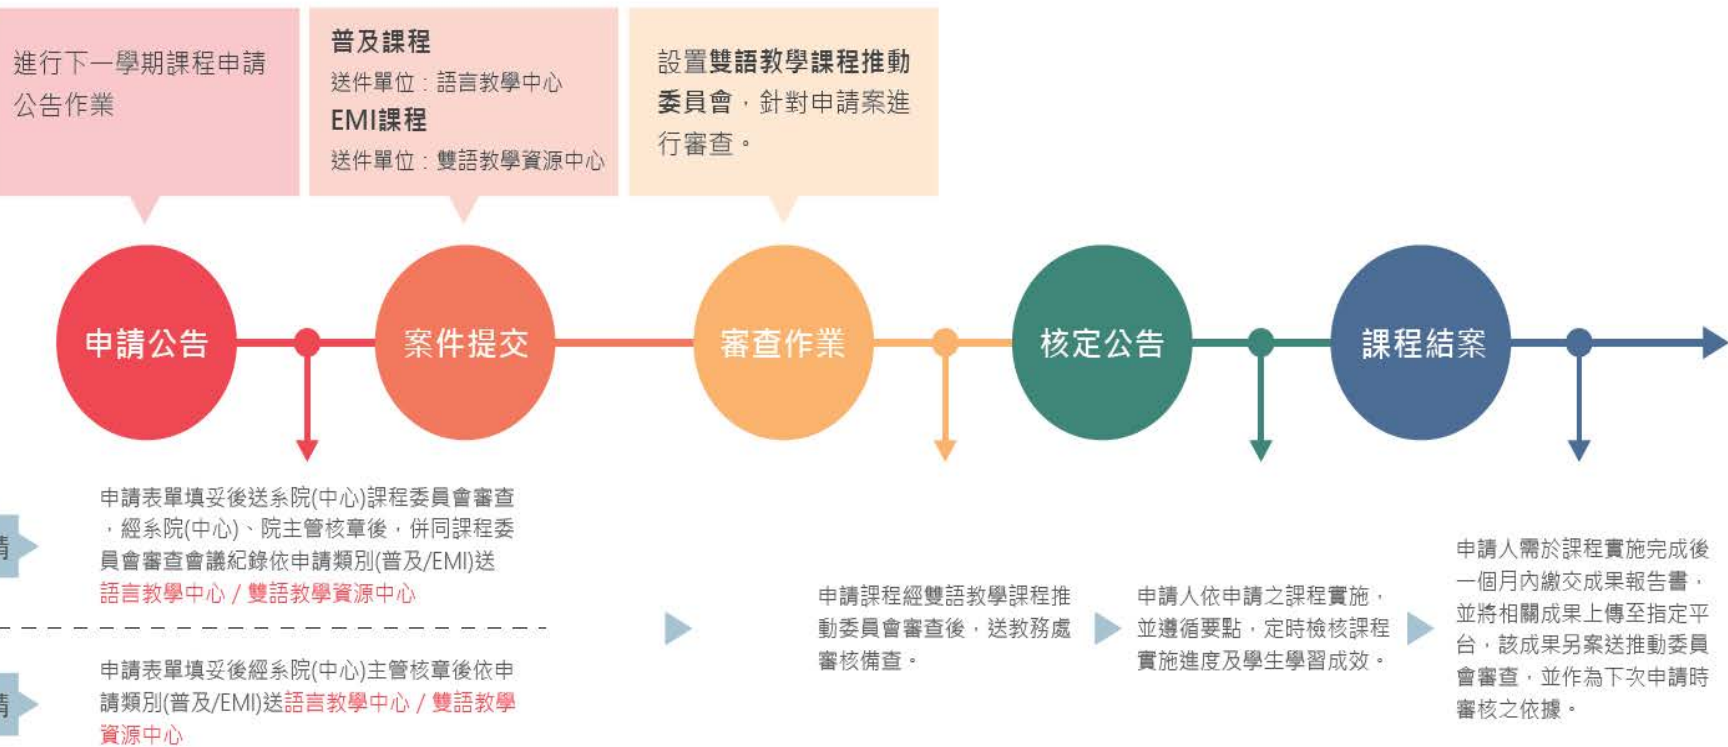 進行下一學期課程申請
公告作業
普及課程
送件單位：語言教學中心
EMI課程
送件單位：雙語教學資源中心
設置雙語教學課程推動
委員會，針對申請案進
行審查。
申請公告
案件提交
審查作業
核定公告
課程結案
申請表單填妥後送系院(中心)課程委員會審查
，經系院(中心)、院主管核章後，併同課程委
員會審查會議紀錄依申請類別(普及/EMI)送
語言教學中心 / 雙語教學資源中心
請
申請表單填妥後經系院(中心)主管核章後依申
請類別(普及/EMI)送語言教學中心 / 雙語教學
資源中心
請
申請課程經雙語教學課程推
動委員會審查後，送教務處
審核備查。
申請人依申請之課程實施，
並遵循要點，定時檢核課程
實施進度及學生學習成效。
申請人需於課程實施完成後
一個月內繳交成果報告書，
並將相關成果上傳至指定平
台，該成果另案送推動委員
會審查，並作為下次申請時
審核之依據。